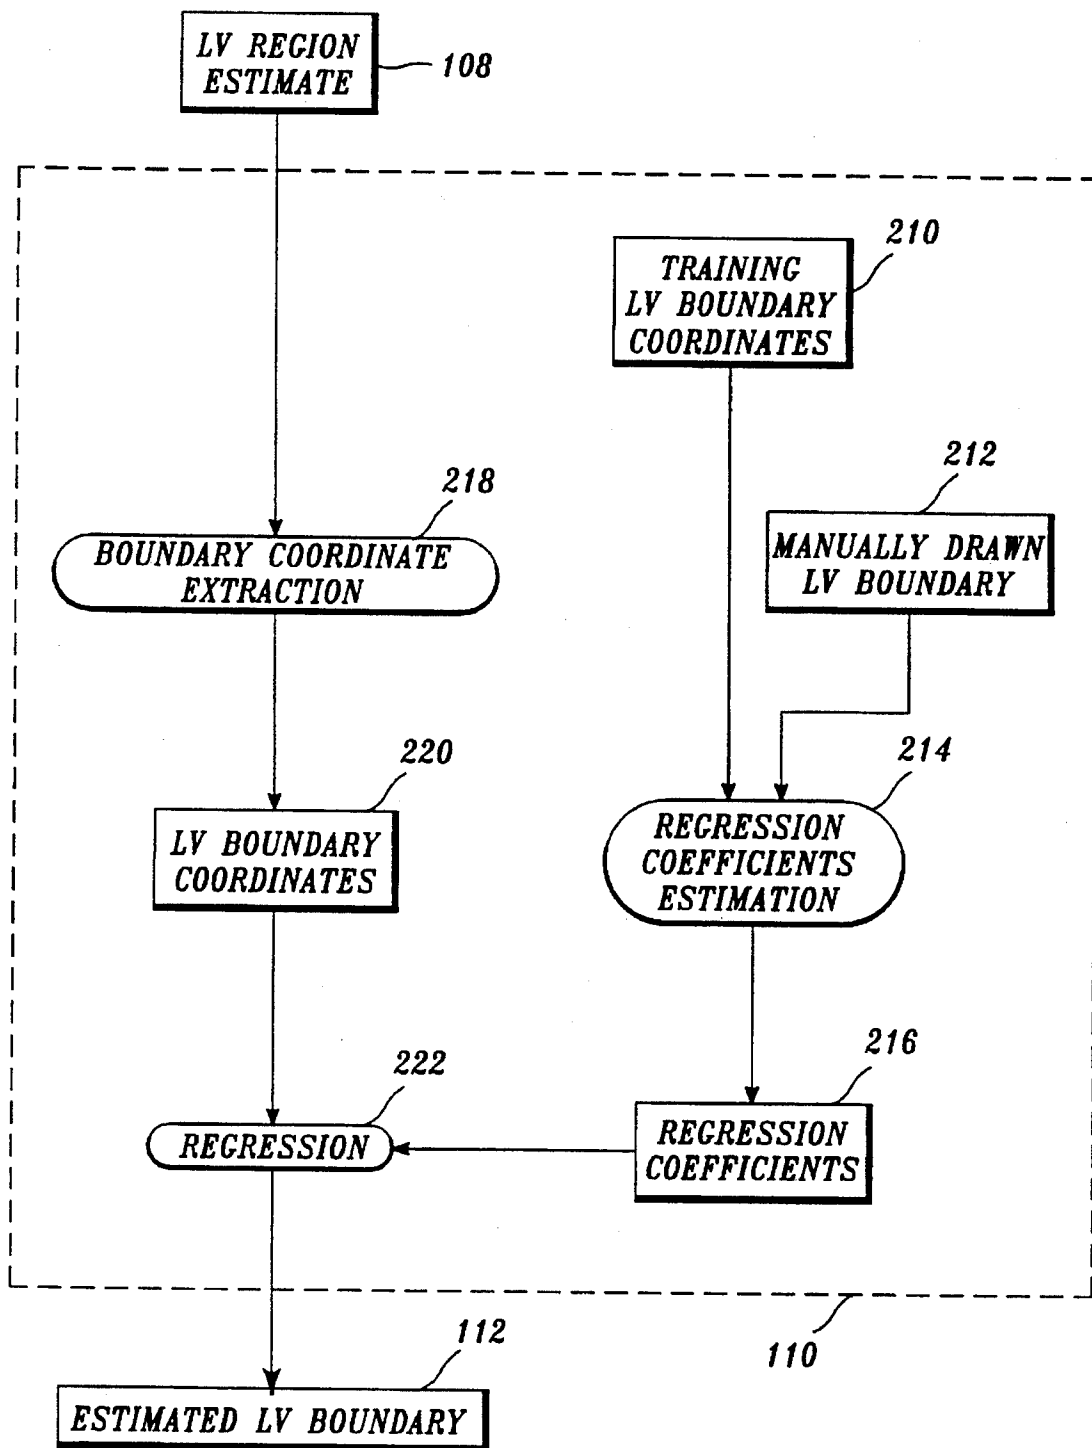 LV REGION
ESTIMATE
108
210
TRAINING
LV BOUNDARY
COORDINATES
212
MANUALLY DRAWN
LV BOUNDARY
218
BOUNDARY COORDINATE
EXTRACTION
220
LV BOUNDARY
COORDINATES
214
REGRESSION
COEFFICIENTS
ESTIMATION
216
REGRESSION
COEFFICIENTS
222
REGRESSION
110
112
ESTIMATED LV BOUNDARY